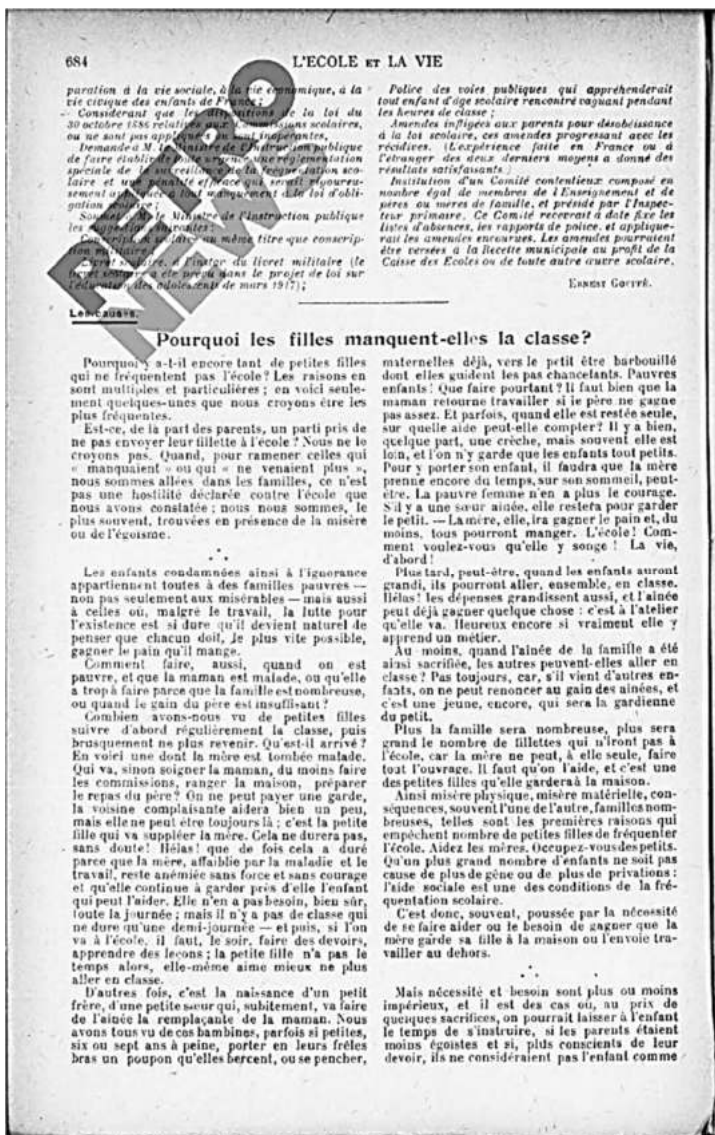 684
L'ECOLE ET LA VIE
paration à la vie sociale, à la vie économique, à la
vie civique des enfants de France ;
Considérant que les dispositions de la loi du
30 octobre 1886 relatives aux Commissions scolaires,
ou ne sont pas appliquées ou sont inopérantes,
Demande à M. le Ministre de l'Instruction publique
de faire établir de toute urgence une réglementation
spéciale de la surveillance de la fréquentation sco-
laire et une pénalité efficace qui serait rigoureu-
sement appliquée à tout manquement à la loi d'obli-
gation scolaire ;
Soumet à M. le Ministre de l'Instruction publique
les suggestions suivantes :
Conscription scolaire au même titre que conscrip-
tion militaire ;
Livret scolaire, à l'instar du livret militaire (le
livret scolaire a été prévu dans le projet de loi sur
l'éducation des adolescents de mars 1917) ;
Police des voies publiques qui appréhenderait
tout enfant d'âge scolaire rencontré vaguant pendant
les heures de classe ;
Amendes infligées aux parents pour désobéissance
à la loi scolaire, ces amendes progressant avec les
récidives. (L'expérience faite en France ou à
l'étranger des deux derniers moyens a donné des
résultats satisfaisants.)
Institution d'un Comité contentieux composé en
nombre égal de membres de l'Enseignement et de
pères ou mères de famille, et présidé par l'Inspec-
teur primaire. Ce Comité recevrait à date fixe les
listes d'absences, les rapports de police, et applique-
rait les amendes encourues. Les amendes pourraient
être versées à la Recette municipale au profit de la
Caisse des Ecoles ou de toute autre œuvre scolaire.
ERNEST
RETRO
NEWS
Les causes.
Pourquoi les filles manquent-elles la classe ?
Pourquoi y a-t-il encore tant de petites filles
qui ne fréquentent pas l'école ? Les raisons en
sont multiples et particulières ; en voici seule-
ment quelques-unes que nous croyons être les
plus fréquentes.
Est-ce, de la part des parents, un parti pris de
ne pas envoyer leur fillette à l'école ? Nous ne le
croyons pas. Quand, pour ramener celles qui
« manquaient » ou qui « ne venaient plus »,
nous sommes allées dans les familles, ce n'est
pas une hostilité déclarée contre l'école que
nous avons constatée ; nous nous sommes, le
plus souvent, trouvées en présence de la misère
ou de l'égoïsme.
Les enfants condamnées ainsi à l'ignorance
appartiennent toutes à des familles pauvres —
non pas seulement aux misérables — mais aussi
à celles où, malgré le travail, la lutte pour
l'existence est si dure qu'il devient naturel de
penser que chacun doit, le plus vite possible,
gagner le pain qu'il mange.
Comment faire, aussi, quand on est
pauvre, et que la maman est malade, ou qu'elle
a trop à faire parce que la famille est nombreuse,
ou quand le gain du père est insuffisant ?
Combien avons-nous vu de petites filles
suivre d'abord régulièrement la classe, puis
brusquement ne plus revenir. Qu'est-il arrivé ?
En voici une dont la mère est tombée malade.
Qui va, sinon soigner la maman, du moins faire
les commissions, ranger la maison, préparer
le repas du père ? On ne peut payer une garde,
la voisine complaisante aidera bien un peu,
mais elle ne peut être toujours là ; c'est la petite
fille qui va suppléer la mère. Cela ne durera pas,
sans doute ! Hélas ! que de fois cela a duré
parce que la mère, affaiblie par la maladie et le
travail, reste anémiée sans force et sans courage
et qu'elle continue à garder près d'elle l'enfant
qui peut l'aider. Elle n'en a pas besoin, bien sûr,
toute la journée ; mais il n'y a pas de classe qui
ne dure qu'une demi-journée — et puis, si l'on
va à l'école, il faut, le soir, faire des devoirs,
apprendre des leçons ; la petite fille n'a pas le
temps alors, elle-même aime mieux ne plus
aller en classe.
D'autres fois, c'est la naissance d'un petit
frère, d'une petite sœur qui, subitement, va faire
de l'aînée la remplaçante de la maman. Nous
avons tous vu de ces bambines, parfois si petites,
six ou sept ans à peine, porter en leurs frêles
bras un poupon qu'elles bercent, ou se pencher,
maternelles déjà, vers le petit être barbouillé
dont elles guident les pas chancelants. Pauvres
enfants ! Que faire pourtant ? Il faut bien que la
maman retourne travailler si le père ne gagne
pas assez. Et parfois, quand elle est restée seule,
sur quelle aide peut-elle compter ? Il y a bien,
quelque part, une crèche, mais souvent elle est
loin, et l'on n'y garde que les enfants tout petits.
Pour y porter son enfant, il faudra que la mère
prenne encore du temps, sur son sommeil, peut-
être. La pauvre femme n'en a plus le courage.
S'il y a une sœur aînée, elle restera pour garder
le petit. — La mère, elle, ira gagner le pain et, du
moins, tous pourront manger. L'école ! Com-
ment voulez-vous qu'elle y songe ! La vie,
d'abord !
Plus tard, peut-être, quand les enfants auront
grandi, ils pourront aller, ensemble, en classe.
Hélas ! les dépenses grandissent aussi, et l'aînée
peut déjà gagner quelque chose : c'est à l'atelier
qu'elle va. Heureux encore si vraiment elle y
apprend un métier.
Au moins, quand l'aînée de la famille a été
ainsi sacrifiée, les autres peuvent-elles aller en
classe ? Pas toujours, car, s'il vient d'autres en-
fants, on ne peut renoncer au gain des aînées, et
c'est une jeune, encore, qui sera la gardienne
du petit.
Plus la famille sera nombreuse, plus sera
grand le nombre de fillettes qui n'iront pas à
l'école, car la mère ne peut, à elle seule, faire
tout l'ouvrage. Il faut qu'on l'aide, et c'est une
des petites filles qu'elle gardera à la maison.
Ainsi misère physique, misère matérielle, con-
séquences, souvent l'une de l'autre, familles nom-
breuses, telles sont les premières raisons qui
empêchent nombre de petites filles de fréquenter
l'école. Aidez les mères. Occupez-vous des petits.
Qu'un plus grand nombre d'enfants ne soit pas
cause de plus de gêne ou de plus de privations :
l'aide sociale est une des conditions de la fré-
quentation scolaire.
C'est donc, souvent, poussée par la nécessité
de se faire aider ou le besoin de gagner que la
mère garde sa fille à la maison ou l'envoie tra-
vailler au dehors.
Mais nécessité et besoin sont plus ou moins
impérieux, et il est des cas où, au prix de
quelques sacrifices, on pourrait laisser à l'enfant
le temps de s'instruire, si les parents étaient
moins égoïstes et si, plus conscients de leur
devoir, ils ne considéraient pas l'enfant comme